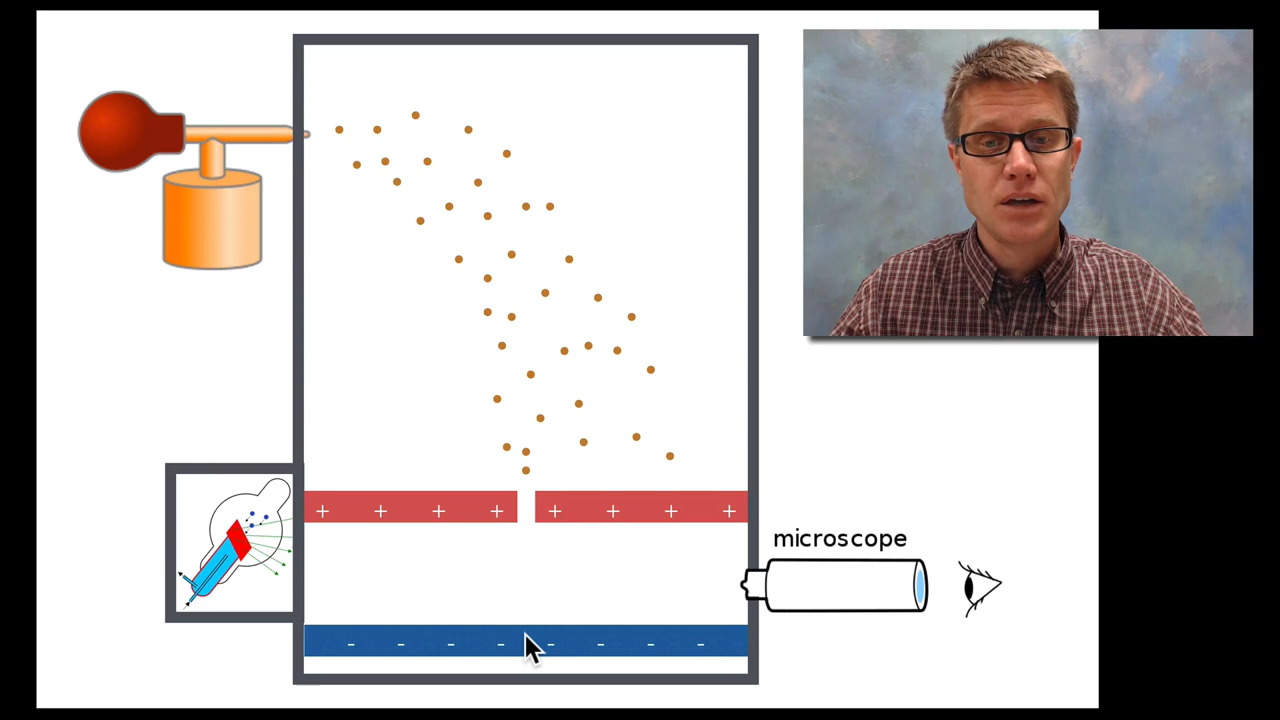 + + + + + + + +
microscope
- - - - - - - -